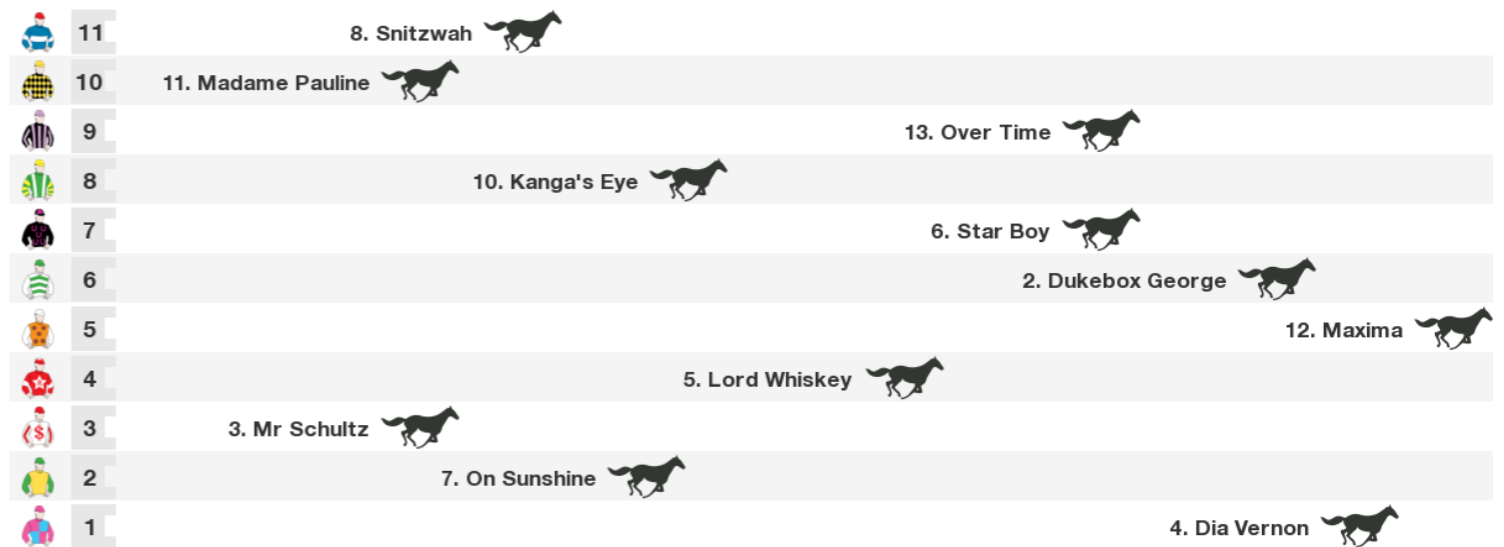 11 8. Snitzwah
10 11. Madame Pauline
9 13. Over Time
8 10. Kanga's Eye
7 6. Star Boy
6 2. Dukebox George
5 12. Maxima
4 5. Lord Whiskey
3 3. Mr Schultz
$
2 7. On Sunshine
1 4. Dia Vernon